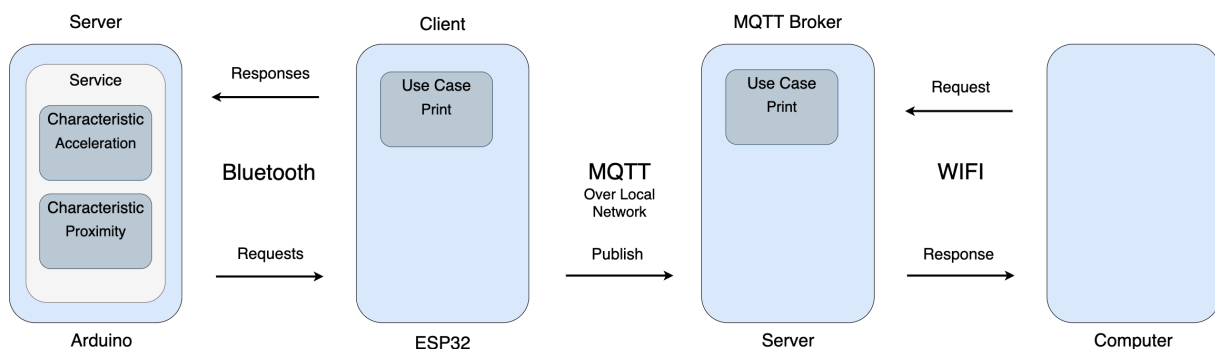 Server
Service
Characteristic
Acceleration
Characteristic
Proximity
Arduino
Responses
Bluetooth
Requests
Client
Use Case
Print
ESP32
MQTT
Over Local
Network
Publish
MQTT Broker
Use Case
Print
Server
Request
WIFI
Response
Computer